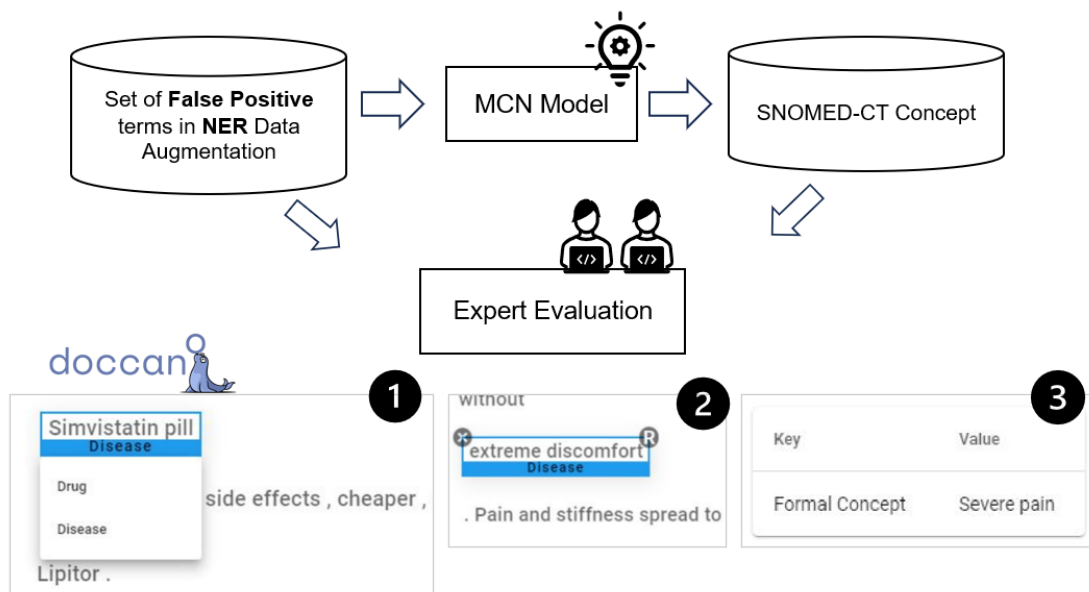 Set of False Positive
terms in NER Data
Augmentation
MCN Model
SNOMED-CT Concept
</>
</>
Expert Evaluation
doccano
1
Simvistatin pill
Disease
Drug
Disease
side effects , cheaper ,
Lipitor .
2
without
x
R
extreme discomfort
Disease
. Pain and stiffness spread to
3
Key
Value
Formal Concept
Severe pain